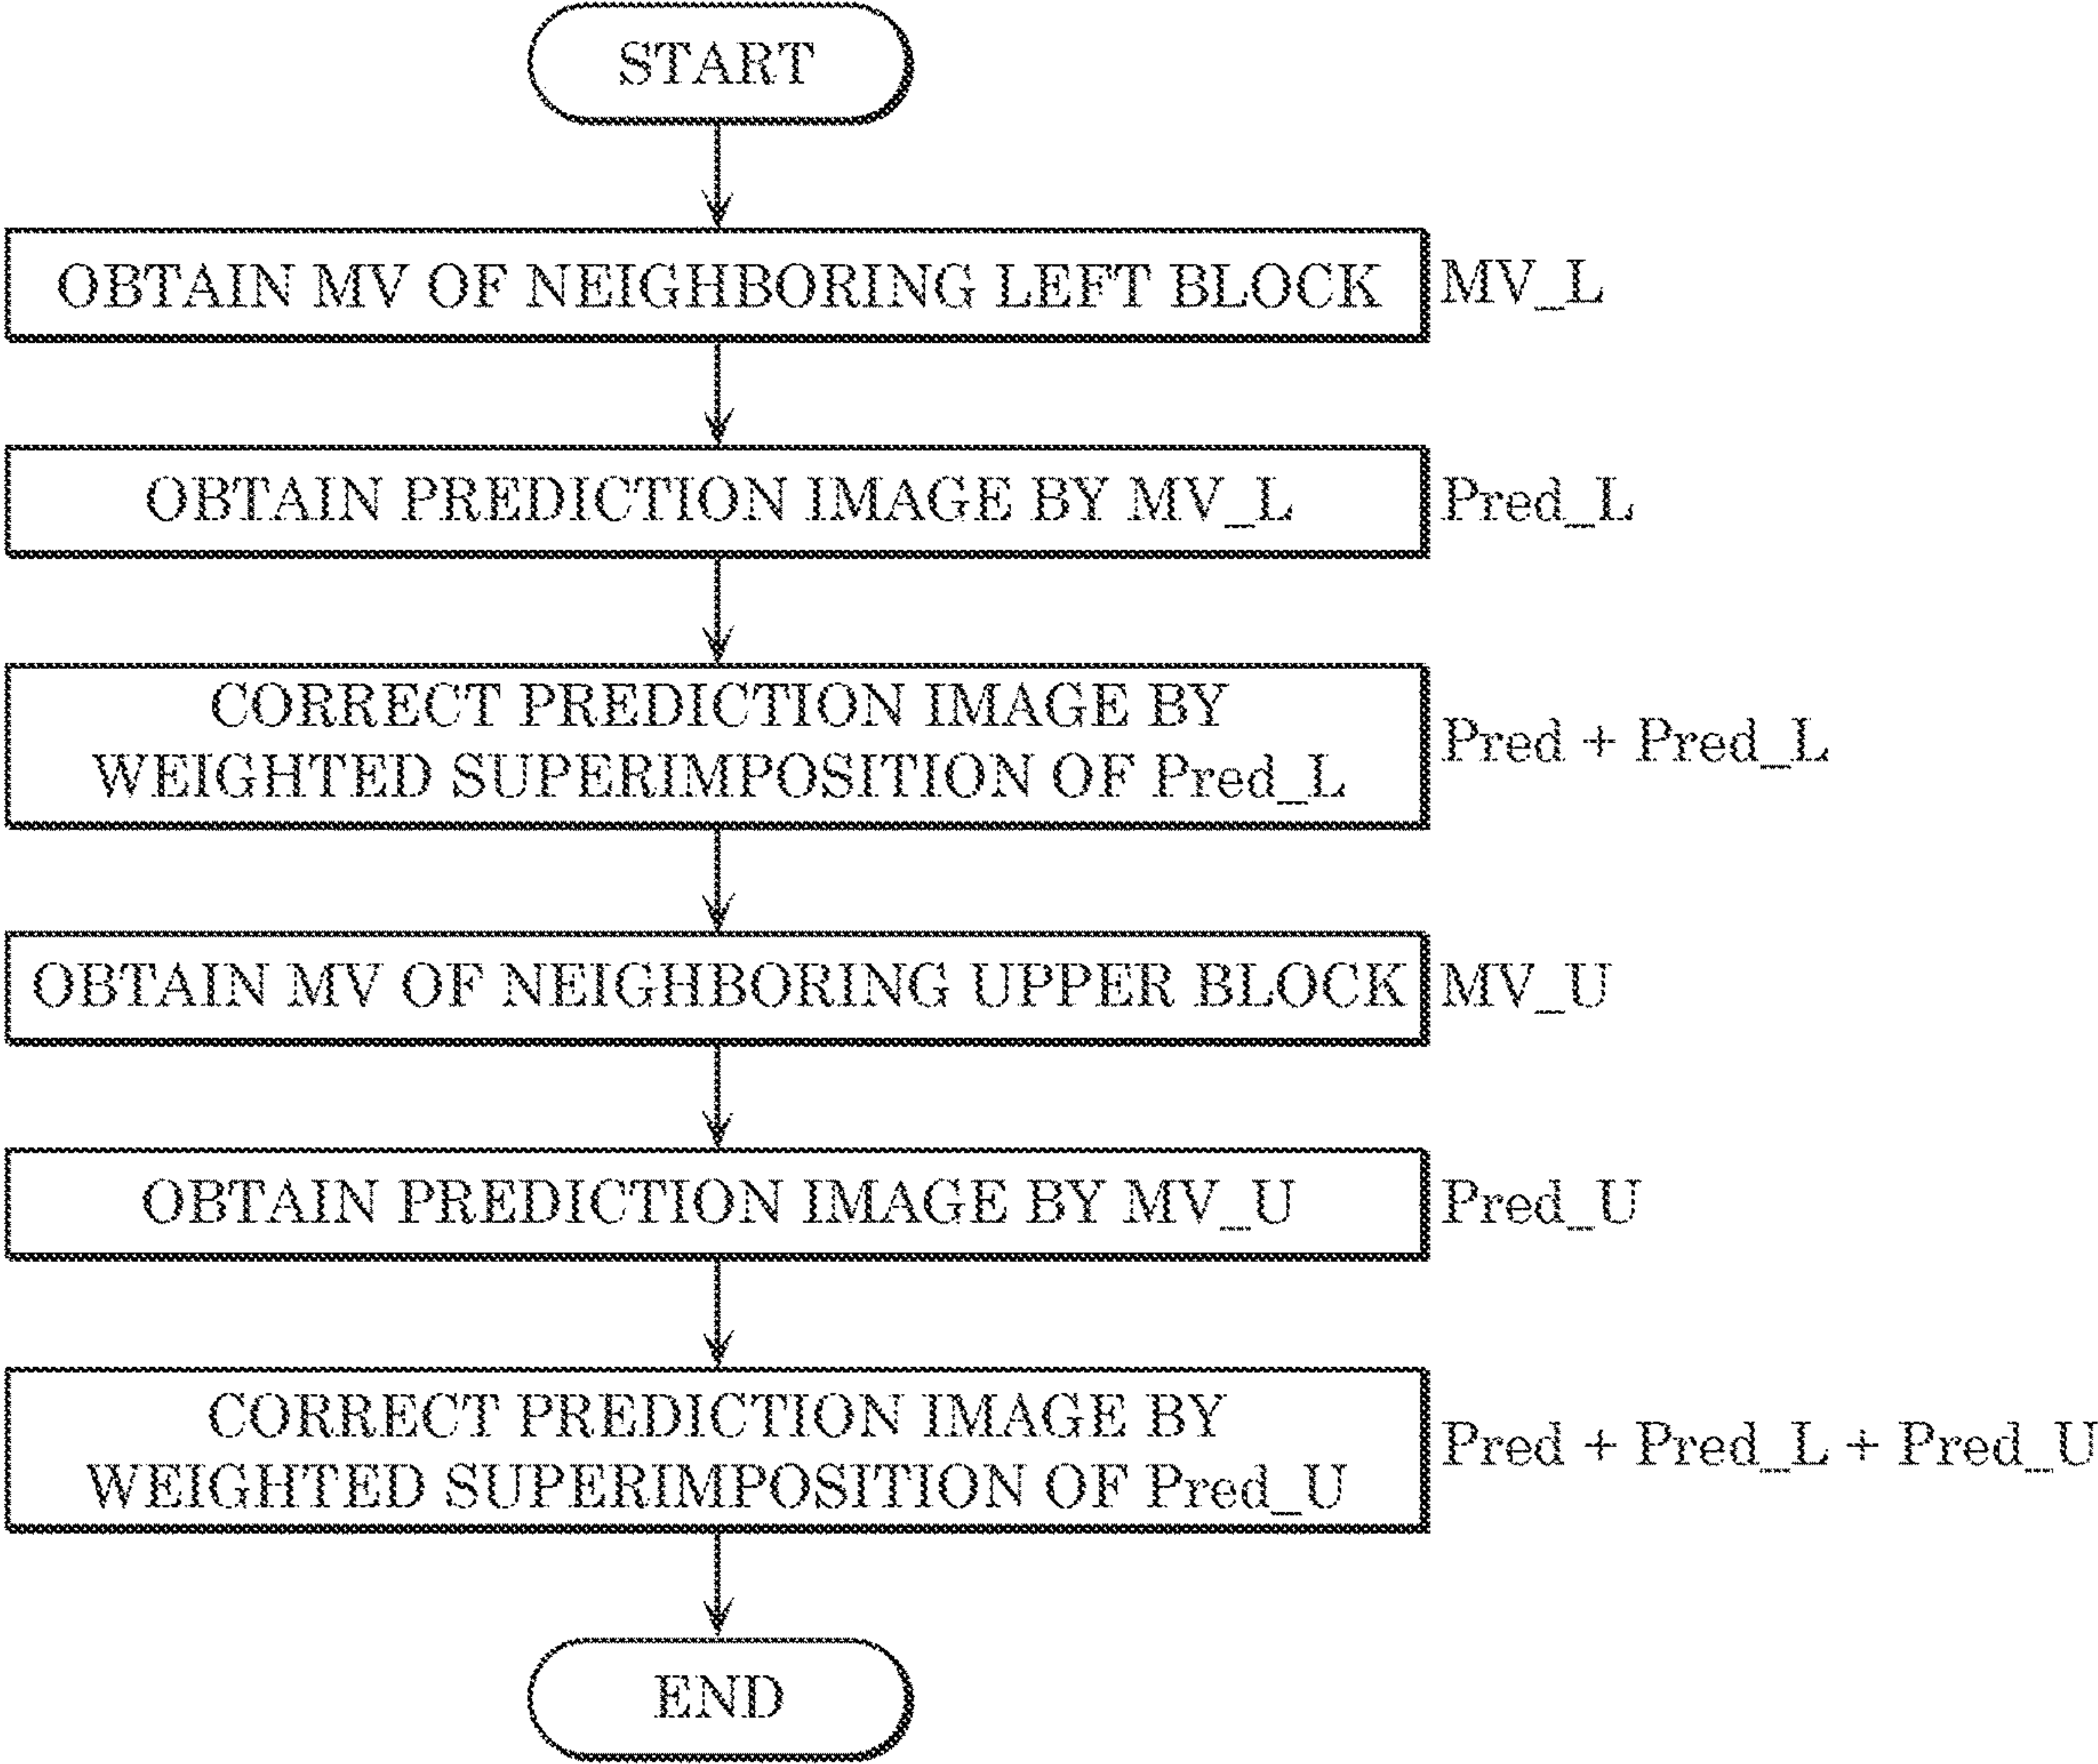 START
OBTAIN MV OF NEIGHBORING LEFT BLOCK
MV_L
OBTAIN PREDICTION IMAGE BY MV_L
Pred_L
CORRECT PREDICTION IMAGE BY
WEIGHTED SUPERIMPOSITION OF Pred_L
Pred + Pred_L
OBTAIN MV OF NEIGHBORING UPPER BLOCK
MV_U
OBTAIN PREDICTION IMAGE BY MV_U
Pred_U
CORRECT PREDICTION IMAGE BY
WEIGHTED SUPERIMPOSITION OF Pred_U
Pred + Pred_L + Pred_U
END